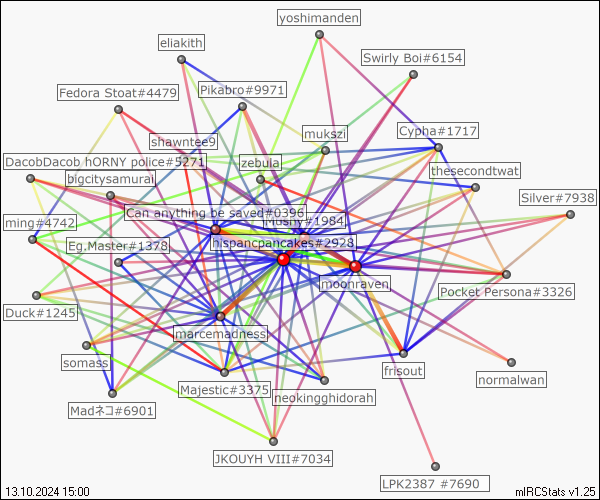 yoshimanden
eliakith
Swirly Boi#6154
Fedora Stoat#4479
Pikabro#9971
mukszi
Cypha#1717
shawntee9
DacobDacob hORNY police#5271
zebula
thesecondtwat
bigcitysamurai
Silver#7938
Can anything be saved#0396
Moshy#1984
ming#4742
Eg.Master#1378
hispancpancakes#2928
moonraven
Pocket Persona#3326
Duck#1245
marcemadness
somass
frisout
normalwan
Majestic#3375
neokingghidorah
Madネコ#6901
JKOUYH VIII#7034
LPK2387 #7690
13.10.2024 15:00
mIRCStats v1.25